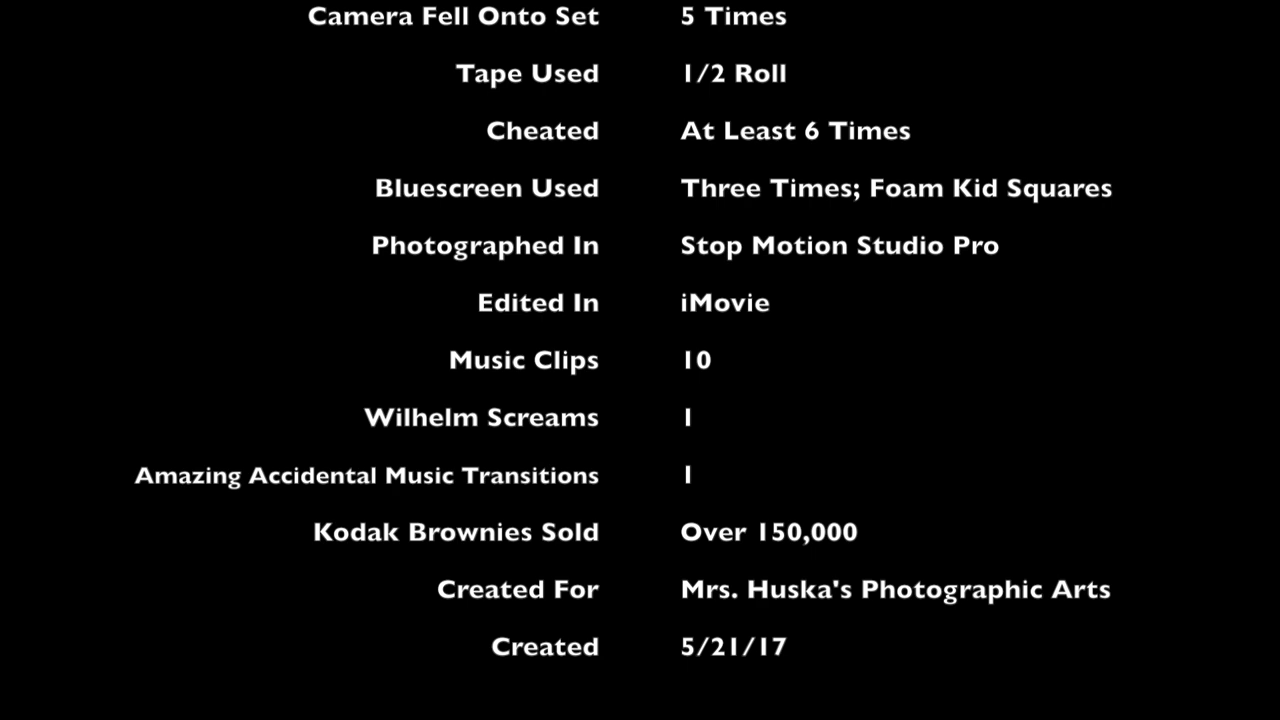 Camera Fell Onto Set 5 Times
Tape Used 1/2 Roll
Cheated At Least 6 Times
Bluescreen Used Three Times; Foam Kid Squares
Photographed In Stop Motion Studio Pro
Edited In iMovie
Music Clips 10
Wilhelm Screams 1
Amazing Accidental Music Transitions 1
Kodak Brownies Sold Over 150,000
Created For Mrs. Huska's Photographic Arts
Created 5/21/17